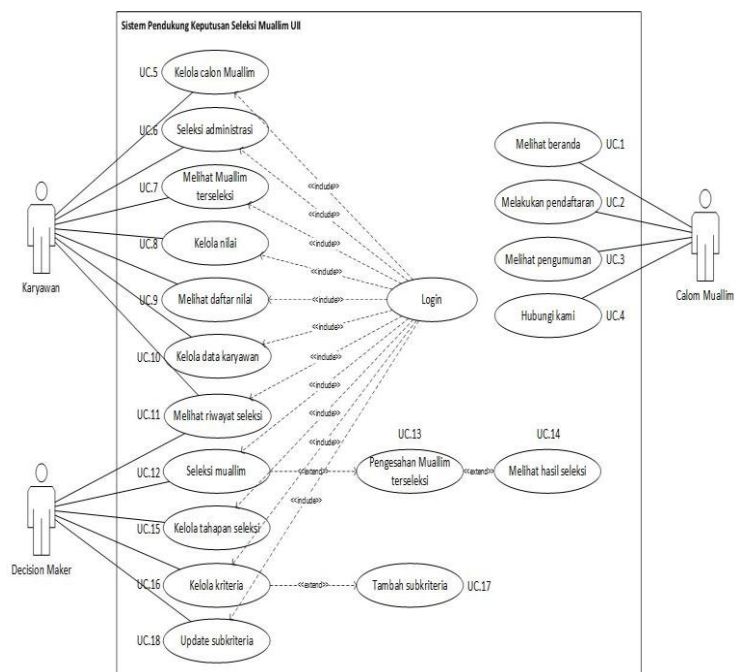 Sistem Pendukung Keputusan Seleksi Muallim UII
UC.5
Kelola calon Muallim
UC.6
Seleksi administrasi
UC.7
Melihat Muallim
terseleksi
UC.8
Kelola nilai
UC.9
Melihat daftar nilai
UC.10
Kelola data karyawan
UC.11
Melihat riwayat seleksi
UC.12
Seleksi muallim
UC.15
Kelola tahapan seleksi
UC.16
Kelola kriteria
UC.18
Update subkriteria
Karyawan
Decision Maker
<<include>>
<<include>>
<<include>>
<<include>>
<<include>>
<<include>>
<<include>>
<<include>>
<<include>>
<<include>>
<<include>>
Login
<<extend>>
UC.13
Pengesahan Muallim
terseleksi
<<extend>>
UC.14
Melihat hasil seleksi
<<extend>>
Tambah subkriteria
UC.17
Melihat beranda
UC.1
Melakukan pendaftaran
UC.2
Melihat pengumuman
UC.3
Hubungi kami
UC.4
Calom Muallim